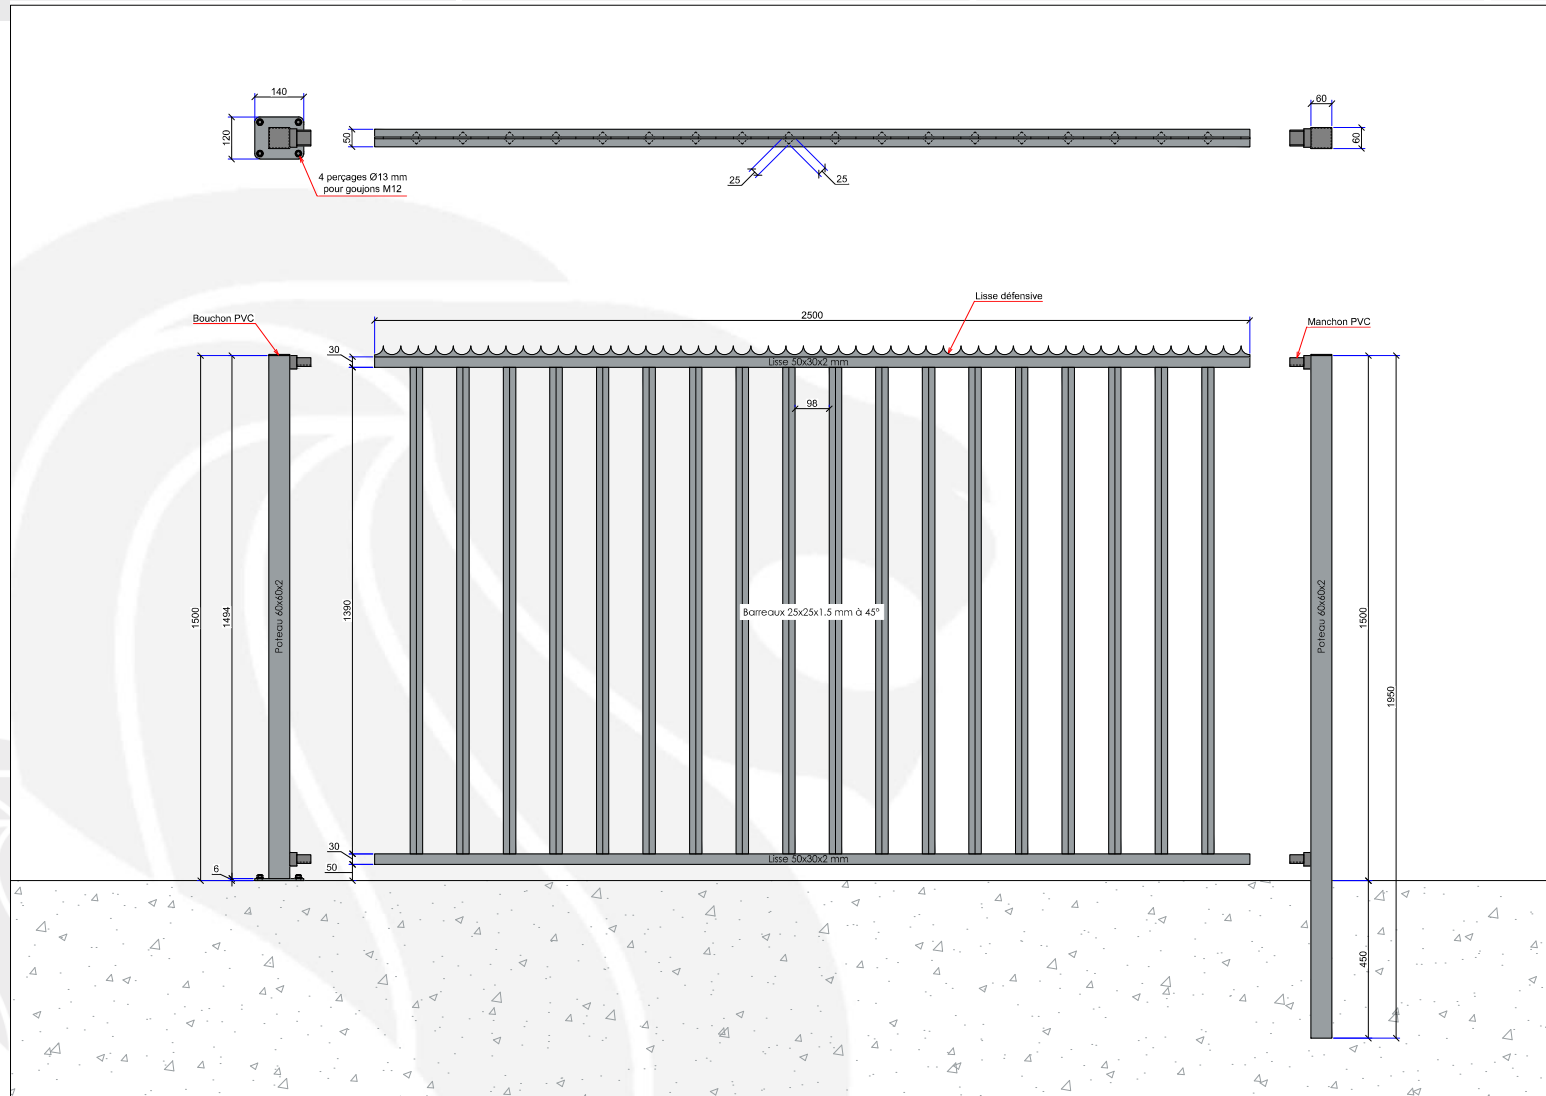 140
120
4 perçages Ø13 mm
pour goujons M12
50
25
25
60
60
Lisse défensive
2500
Bouchon PVC
Manchon PVC
30
Lisse 50x30x2 mm
98
Barreaux 25x25x1.5 mm à 45°
1500
1494
Poteau 60x60x2
1390
Poteau 60x60x2
1500
1950
30
Lisse 50x30x2 mm
6
50
450